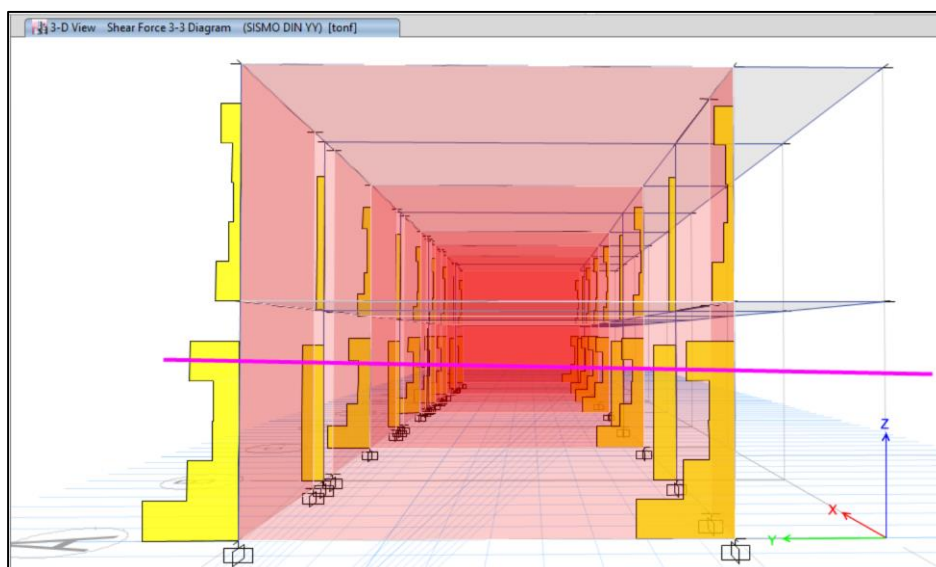 3-D View Shear Force 3-3 Diagram (SISMO DIN YY) [tonf]
Z
X
Y
A